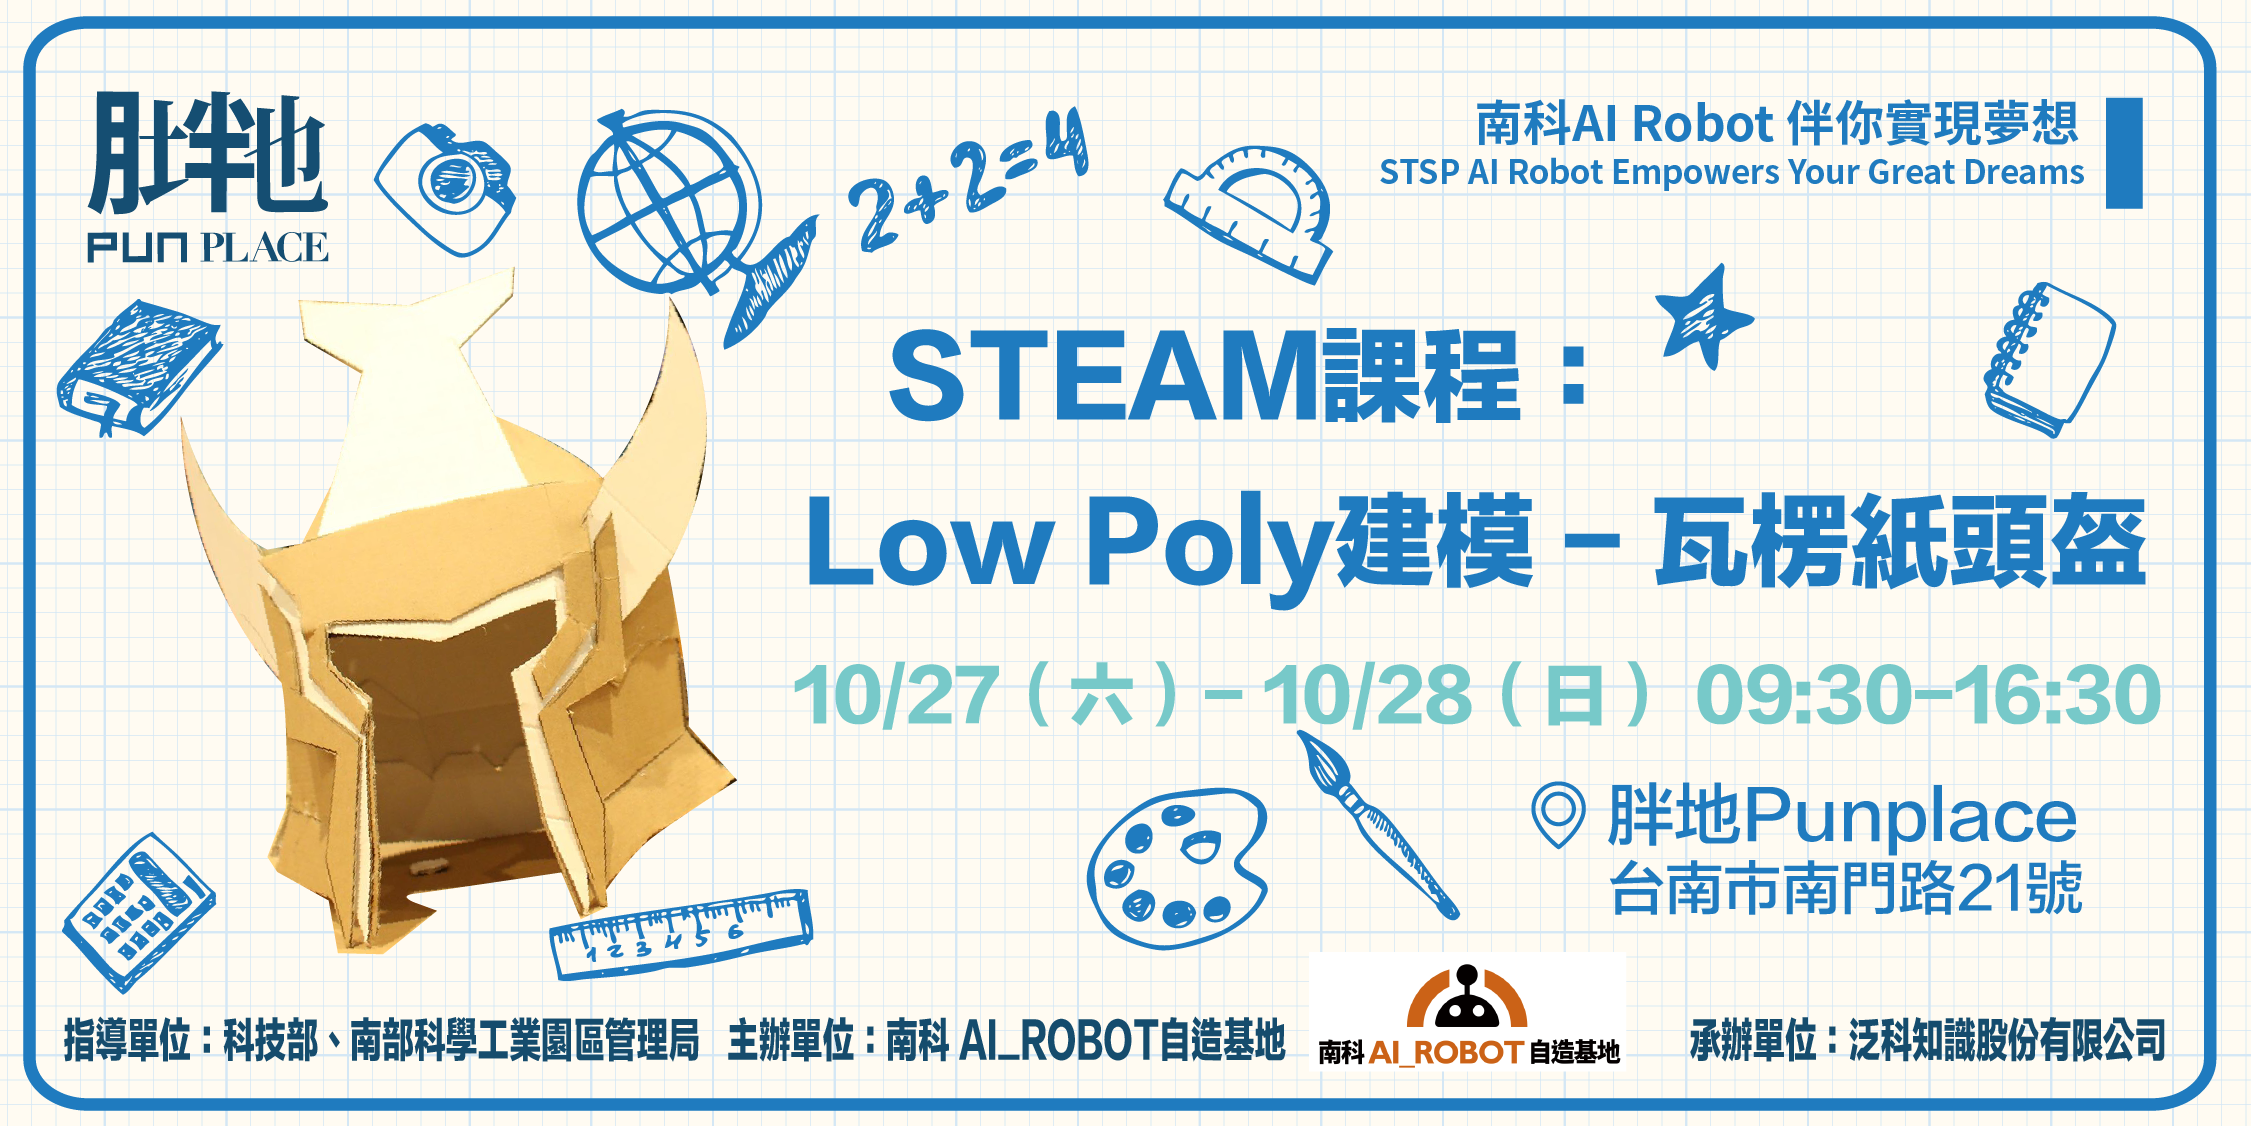 胖地
PUN PLACE
2+2=4
南科AI Robot 伴你實現夢想
STSP AI Robot Empowers Your Great Dreams
STEAM課程：
Low Poly建模－瓦楞紙頭盔
10/27（六）－10/28（日） 09:30－16:30
胖地Punplace
台南市南門路21號
1 2 3 4 5 6
指導單位：科技部、南部科學工業園區管理局 主辦單位：南科 AI_ROBOT自造基地
南科 AI_ROBOT 自造基地
承辦單位：泛科知識股份有限公司